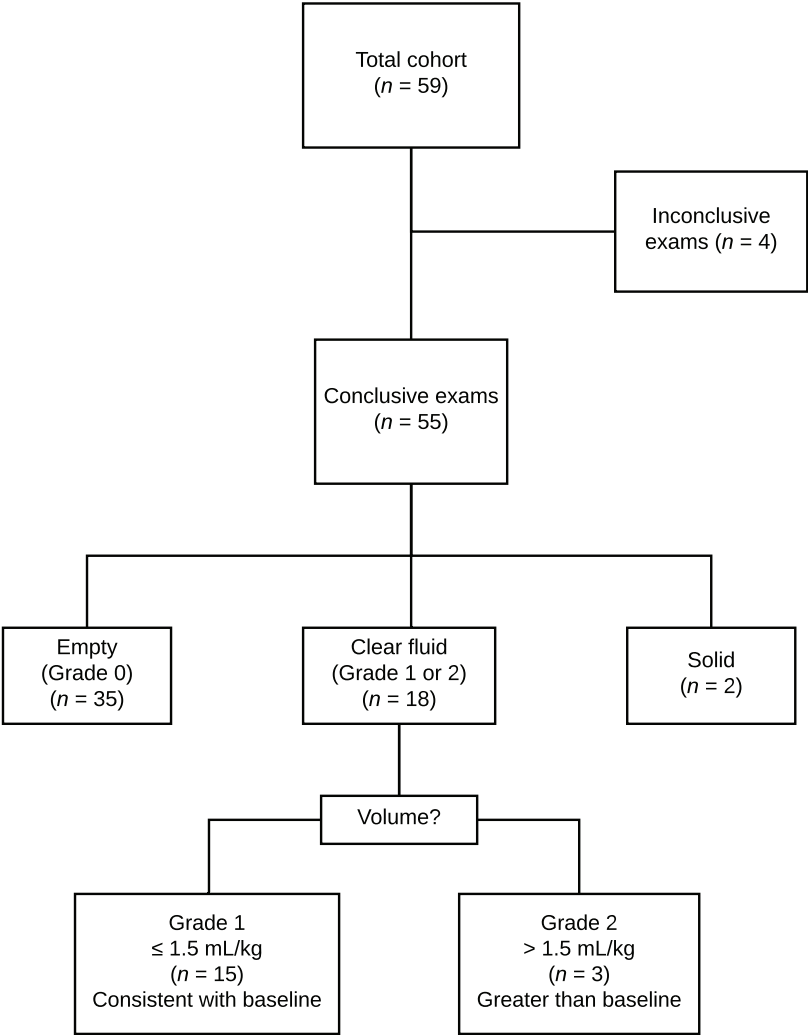 Total cohort
(n = 59)
Inconclusive
exams (n = 4)
Conclusive exams
(n = 55)
Empty
(Grade 0)
(n = 35)
Clear fluid
(Grade 1 or 2)
(n = 18)
Solid
(n = 2)
Volume?
Grade 1
≤ 1.5 mL/kg
(n = 15)
Consistent with baseline
Grade 2
> 1.5 mL/kg
(n = 3)
Greater than baseline